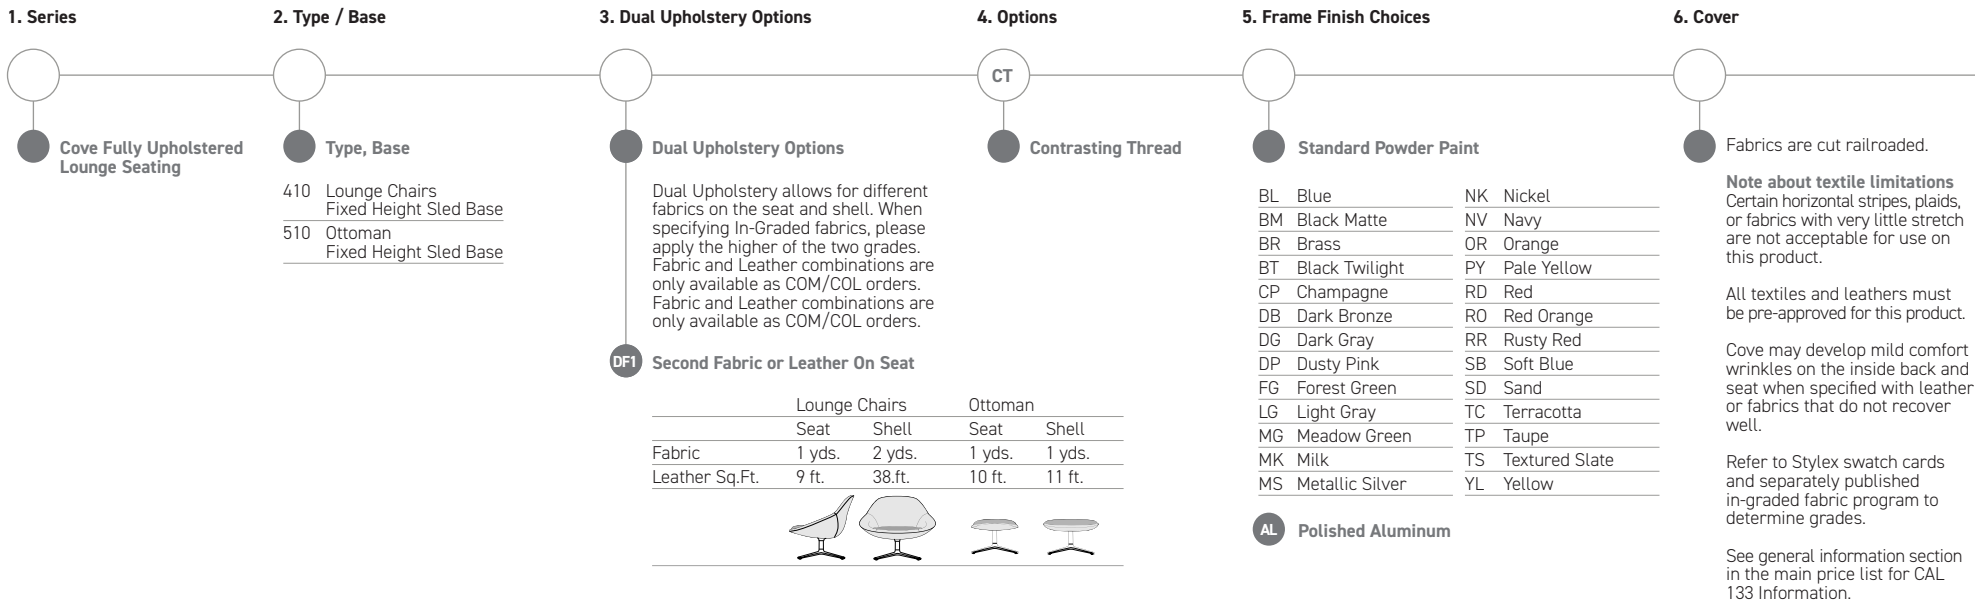 1. Series
2. Type / Base
3. Dual Upholstery Options
4. Options
5. Frame Finish Choices
6. Cover
CT
Cove Fully Upholstered
Lounge Seating
Type, Base
410 Lounge Chairs
Fixed Height Sled Base
510 Ottoman
Fixed Height Sled Base
Dual Upholstery Options
Dual Upholstery allows for different
fabrics on the seat and shell. When
specifying In-Graded fabrics, please
apply the higher of the two grades.
Fabric and Leather combinations are
only available as COM/COL orders.
Fabric and Leather combinations are
only available as COM/COL orders.
DF1 Second Fabric or Leather On Seat
Lounge Chairs Ottoman
Seat Shell Seat Shell
Fabric 1 yds. 2 yds. 1 yds. 1 yds.
Leather Sq.Ft. 9 ft. 38.ft. 10 ft. 11 ft.
Contrasting Thread
Standard Powder Paint
BL Blue
BM Black Matte
BR Brass
BT Black Twilight
CP Champagne
DB Dark Bronze
DG Dark Gray
DP Dusty Pink
FG Forest Green
LG Light Gray
MG Meadow Green
MK Milk
MS Metallic Silver
NK Nickel
NV Navy
OR Orange
PY Pale Yellow
RD Red
RO Red Orange
RR Rusty Red
SB Soft Blue
SD Sand
TC Terracotta
TP Taupe
TS Textured Slate
YL Yellow
AL Polished Aluminum
Fabrics are cut railroaded.
Note about textile limitations
Certain horizontal stripes, plaids,
or fabrics with very little stretch
are not acceptable for use on
this product.
All textiles and leathers must
be pre-approved for this product.
Cove may develop mild comfort
wrinkles on the inside back and
seat when specified with leather
or fabrics that do not recover
well.
Refer to Stylex swatch cards
and separately published
in-graded fabric program to
determine grades.
See general information section
in the main price list for CAL
133 Information.